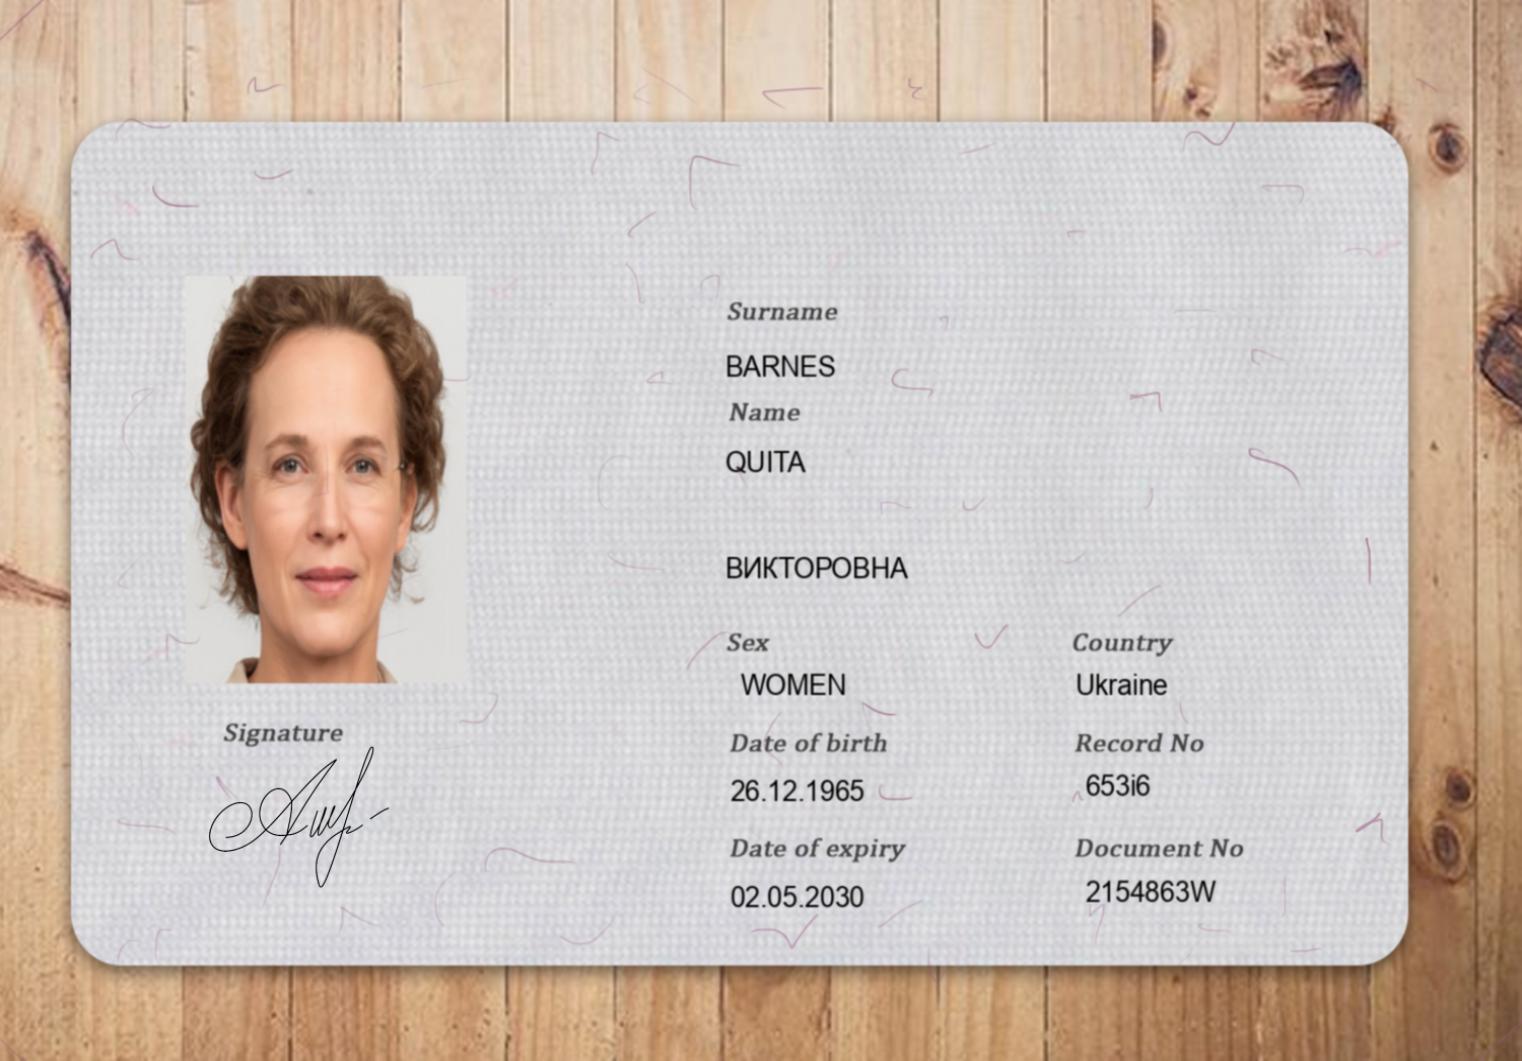 Surname
BARNES
Name
QUITA
ВИКТОРОВНА
Sex Country
WOMEN Ukraine
Date of birth Record No
26.12.1965 653i6
Date of expiry Document No
02.05.2030 2154863W
Signature